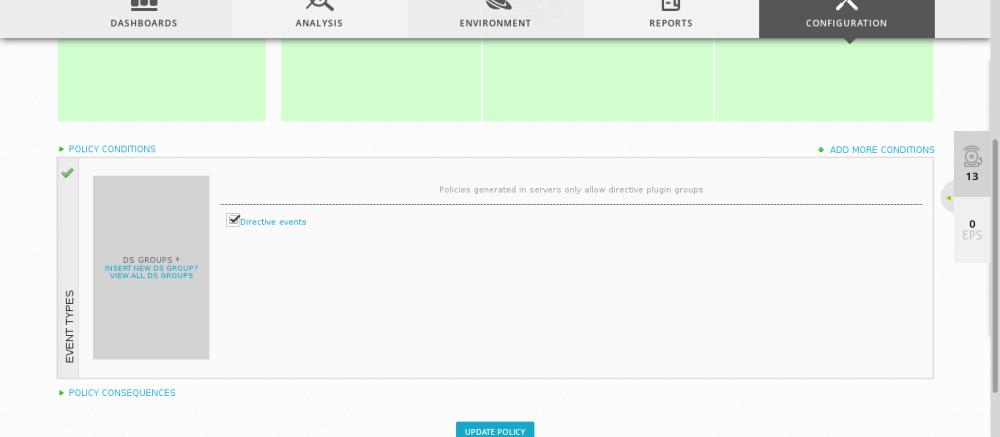 DASHBOARDS ANALYSIS ENVIRONMENT REPORTS CONFIGURATION
POLICY CONDITIONS ADD MORE CONDITIONS
13
Policies generated in servers only allow directive plugin groups
Directive events
0
EPS
DS GROUPS *
INSERT NEW DS GROUP?
VIEW ALL DS GROUPS
EVENT TYPES
POLICY CONSEQUENCES
UPDATE POLICY